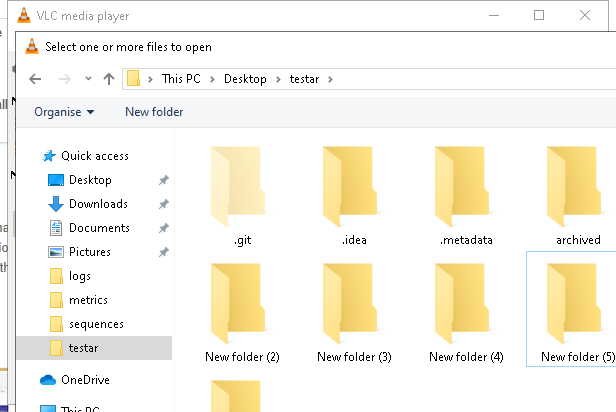 VLC media player
Select one or more files to open
This PC > Desktop > testar >
Organise New folder
Quick access
Desktop
Downloads
Documents
Pictures
logs
metrics
sequences
testar
OneDrive
This PC
.git .idea .metadata archived
New folder (2) New folder (3) New folder (4) New folder (5)